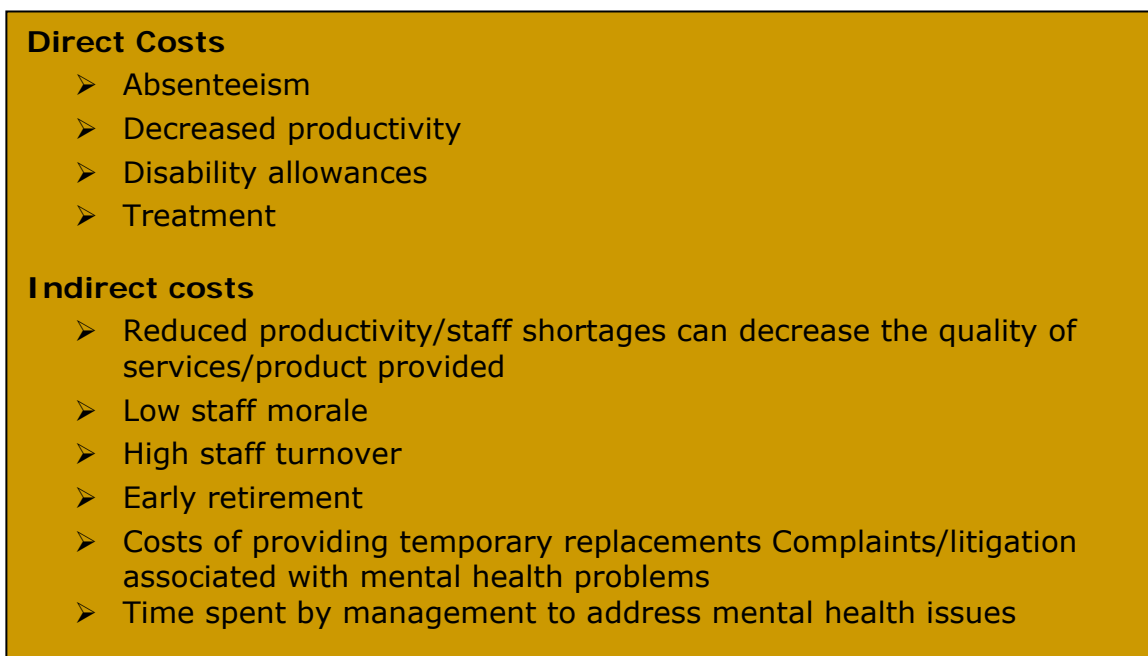 Direct Costs
➢ Absenteeism
➢ Decreased productivity
➢ Disability allowances
➢ Treatment
Indirect costs
➢ Reduced productivity/staff shortages can decrease the quality of
services/product provided
➢ Low staff morale
➢ High staff turnover
➢ Early retirement
➢ Costs of providing temporary replacements Complaints/litigation
associated with mental health problems
➢ Time spent by management to address mental health issues